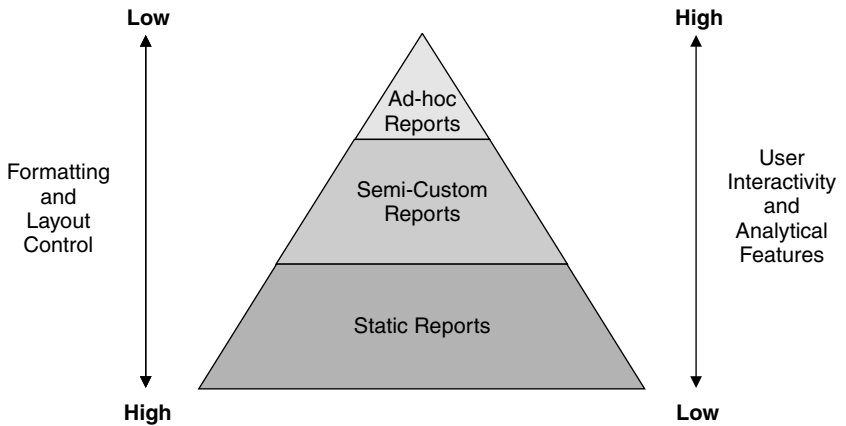 Low
High
Ad-hoc
Reports
Formatting
and
Layout
Control
Semi-Custom
Reports
User
Interactivity
and
Analytical
Features
Static Reports
High
Low